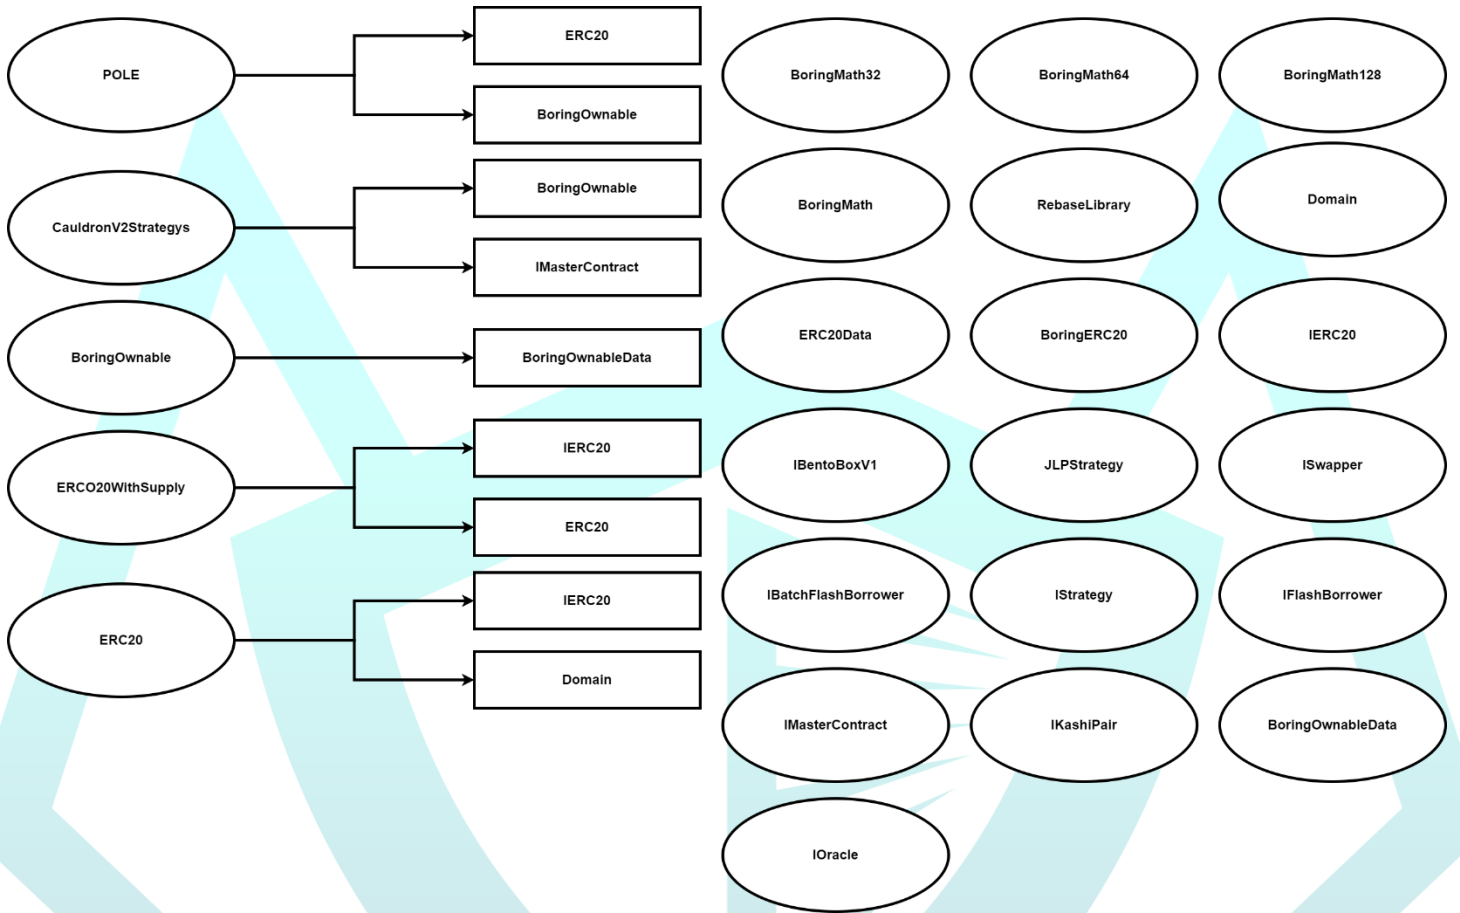 POLE
ERC20
BoringOwnable
CauldronV2Strategys
BoringOwnable
IMasterContract
BoringOwnable
BoringOwnableData
ERCO20WithSupply
IERC20
ERC20
ERC20
IERC20
Domain
BoringMath32
BoringMath64
BoringMath128
BoringMath
RebaseLibrary
Domain
ERC20Data
BoringERC20
IERC20
IBentoBoxV1
JLPStrategy
ISwapper
IBatchFlashBorrower
IStrategy
IFlashBorrower
IMasterContract
IKashiPair
BoringOwnableData
IOracle